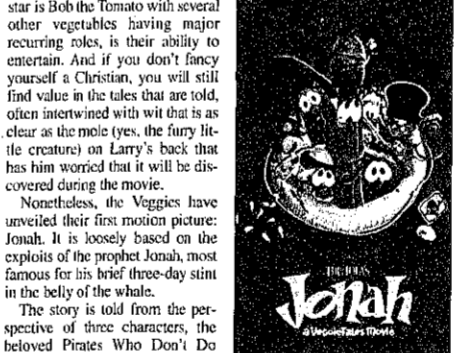 star is Bob the Tomato with several
other vegetables having major
recurring roles, is their ability to
entertain. And if you don't fancy
yourself a Christian, you will still
find value in the tales that are told,
often intertwined with wit that is as
clear as the mole (yes, the furry lit-
tle creature) on Larry's back that
has him worried that it will be dis-
covered during the movie.
Nonetheless, the Veggies have
unveiled their first motion picture:
Jonah. It is loosely based on the
exploits of the prophet Jonah, most
famous for his brief three-day stint
in the belly of the whale.
The story is told from the per-
spective of three characters, the
beloved Pirates Who Don't Do
Jonah
a VeggieTales Movie